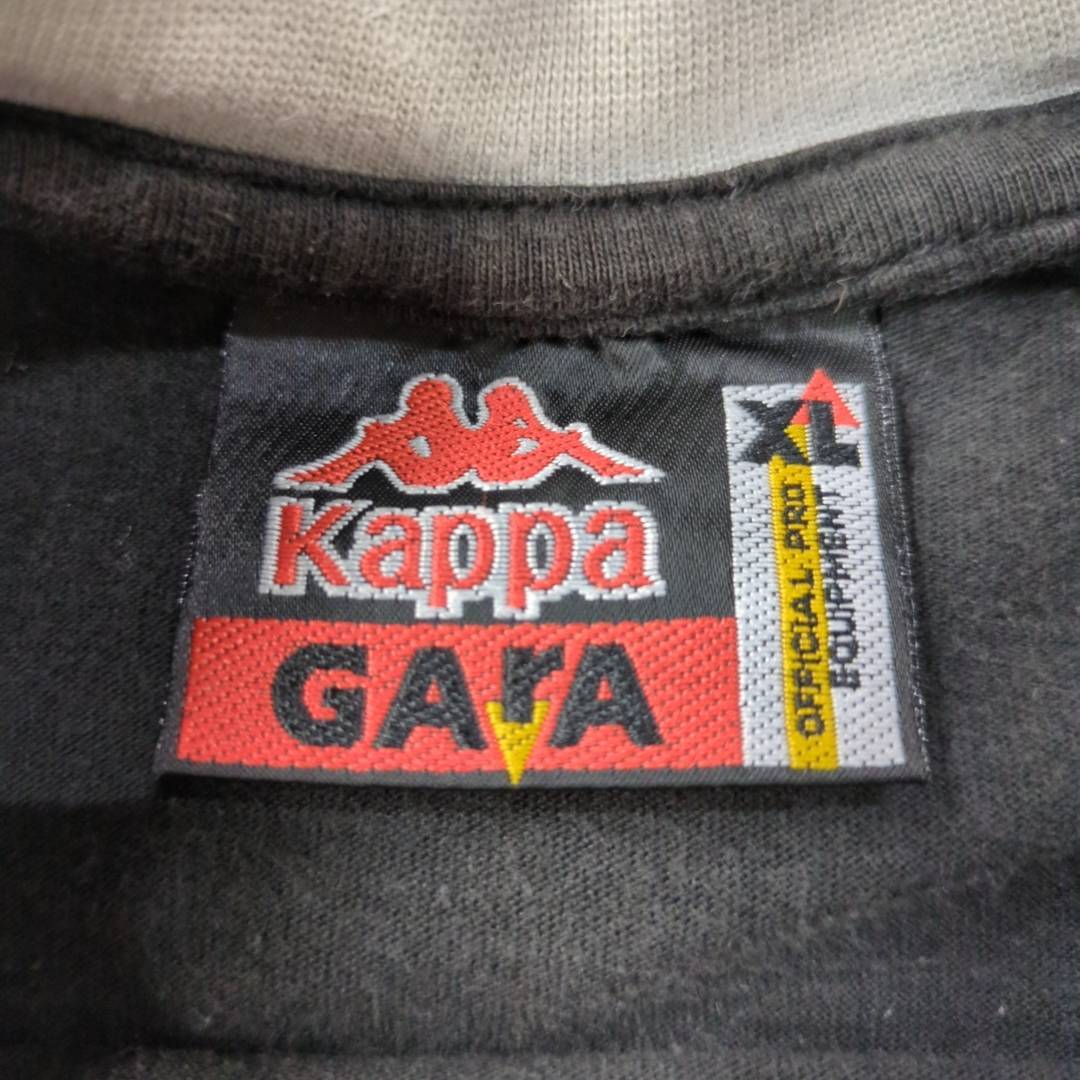 Kappa
GArA
XL
OFFICIAL PRO
EQUIPMENT